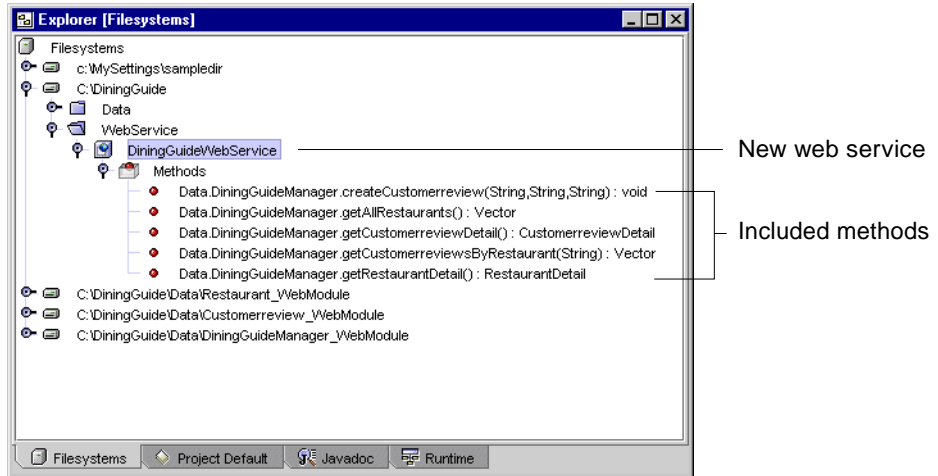 Explorer [Filesystems]
Filesystems
c:\MySettings\sampledir
C:\DiningGuide
Data
WebService
DiningGuideWebService
New web service
Methods
Data.DiningGuideManager.createCustomerreview(String,String,String) : void
Data.DiningGuideManager.getAllRestaurants() : Vector
Data.DiningGuideManager.getCustomerreviewDetail() : CustomerreviewDetail
Included methods
Data.DiningGuideManager.getCustomerreviewsByRestaurant(String) : Vector
Data.DiningGuideManager.getRestaurantDetail() : RestaurantDetail
C:\DiningGuide\Data\Restaurant_WebModule
C:\DiningGuide\Data\Customerreview_WebModule
C:\DiningGuide\Data\DiningGuideManager_WebModule
Filesystems Project Default Javadoc Runtime